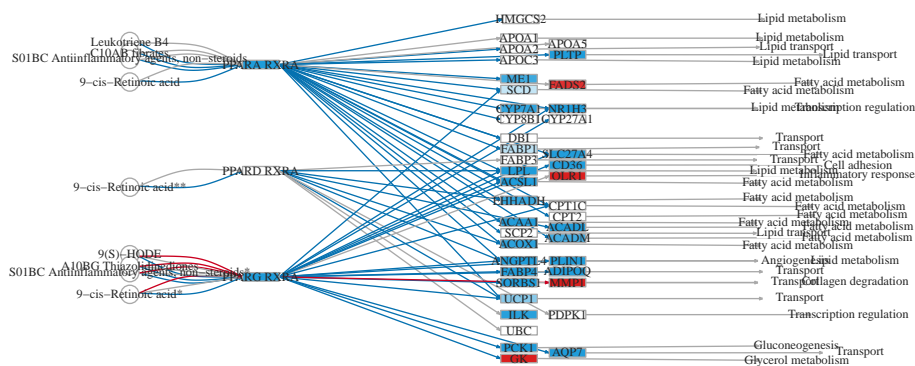 HMGCS2
Lipid metabolism
Leukotriene B4
APOA1
Lipid metabolism
APOA5
C10AB fibrates
APOA2
Lipid transport
S01BC Antiinflammatory agents, non−steroids
PLTP
Lipid transport
APOC3
Lipid metabolism
PPARA RXRA
9−cis−Retinoic acid
ME1
FADS2
Fatty acid metabolism
SCD
Fatty acid metabolism
CYP7A1
NR1H3
Lipid metabolism
Transcription regulation
CYP8B1
CYP27A1
DBI
Transport
FABP1
Transport
SLC27A4
Fatty acid metabolism
FABP3
Transport
CD36
Cell adhesion
PPARD RXRA
LPL
Lipid metabolism
OLR1
Inflammatory response
ACSL1
Fatty acid metabolism
9−cis−Retinoic acid**
EHHADH
Fatty acid metabolism
CPT1C
Fatty acid metabolism
CPT2
Fatty acid metabolism
ACAA1
Fatty acid metabolism
ACADL
Fatty acid metabolism
SCP2
Lipid transport
ACADM
Fatty acid metabolism
ACOX1
Fatty acid metabolism
9(S)−HODE
ANGPTL4
PLIN1
Angiogenesis
Lipid metabolism
A10BG Thiazolidinediones
S01BC Antiinflammatory agents, non−steroids*
PPARG RXRA
FABP4
ADIPOQ
Transport
SORBS1
MMP1
Transport
Collagen degradation
9−cis−Retinoic acid*
UCP1
Transport
ILK
PDPK1
Transcription regulation
UBC
PCK1
Gluconeogenesis
AQP7
Transport
GK
Glycerol metabolism